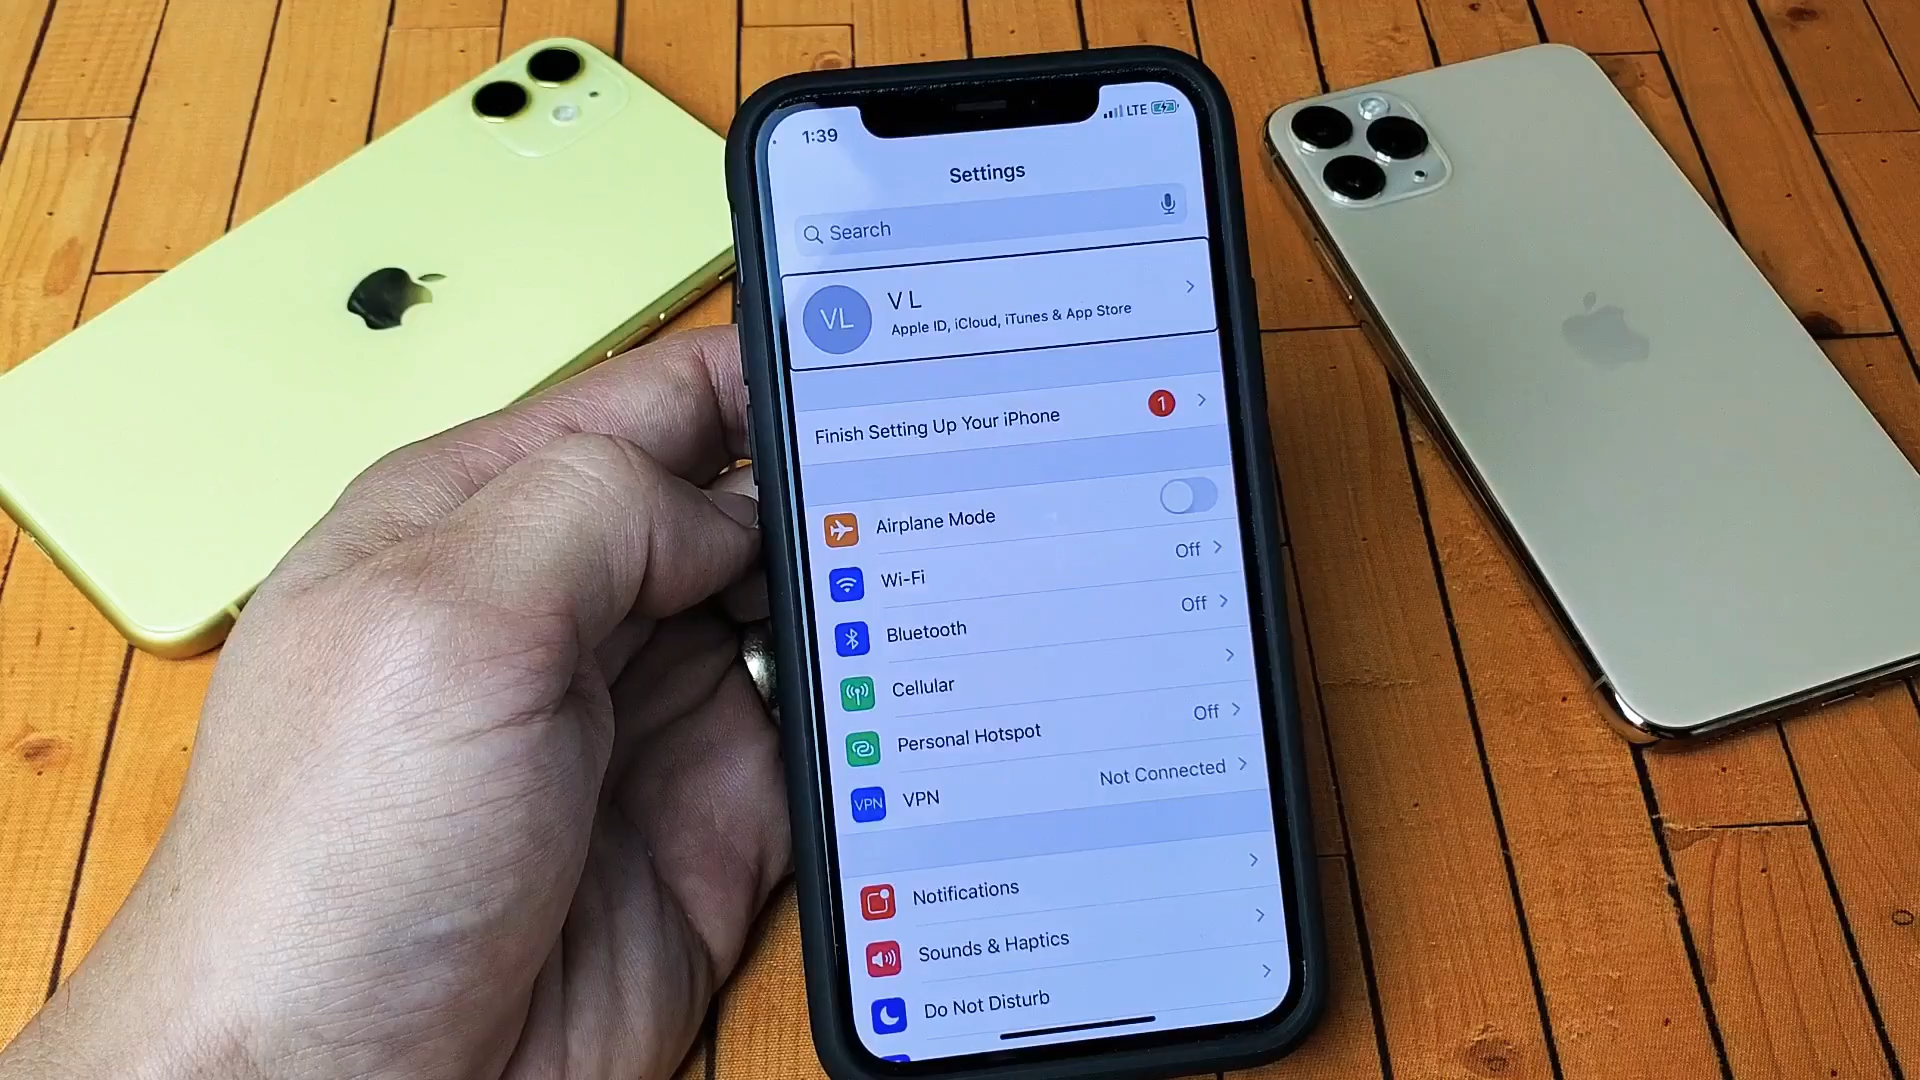 1:39
LTE
Settings
Search
VL
V L
Apple ID, iCloud, iTunes & App Store
Finish Setting Up Your iPhone
1
Airplane Mode
Wi-Fi
Off
Bluetooth
Off
Cellular
Personal Hotspot
Off
VPN
VPN
Not Connected
Notifications
Sounds & Haptics
Do Not Disturb